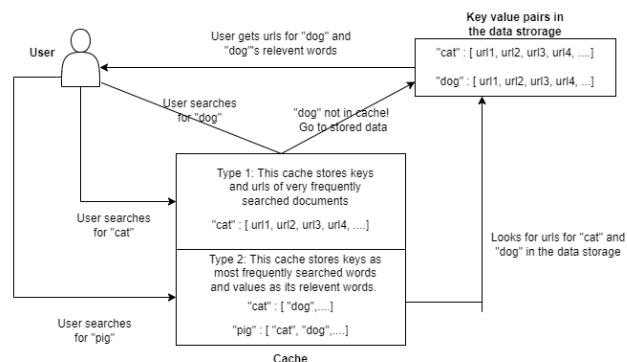 Key value pairs in
the data strorage
User gets urls for "dog" and
"dog"'s relevent words
User
"cat" : [ url1, url2, url3, url4, ....]
"dog" : [ url1, url2, url3, url4, ...]
User searches
for "dog"
"dog" not in cache!
Go to stored data
Type 1: This cache stores keys
and urls of very frequently
searched documents
"cat" : [ url1, url2, url3, url4, ....]
User searches
for "cat"
Looks for urls for "cat" and
"dog" in the data storage
Type 2: This cache stores keys as
most frequently searched words
and values as its relevent words.
"cat" : [ "dog",....]
"pig" : [ "cat", "dog",....]
User searches
for "pig"
Cache